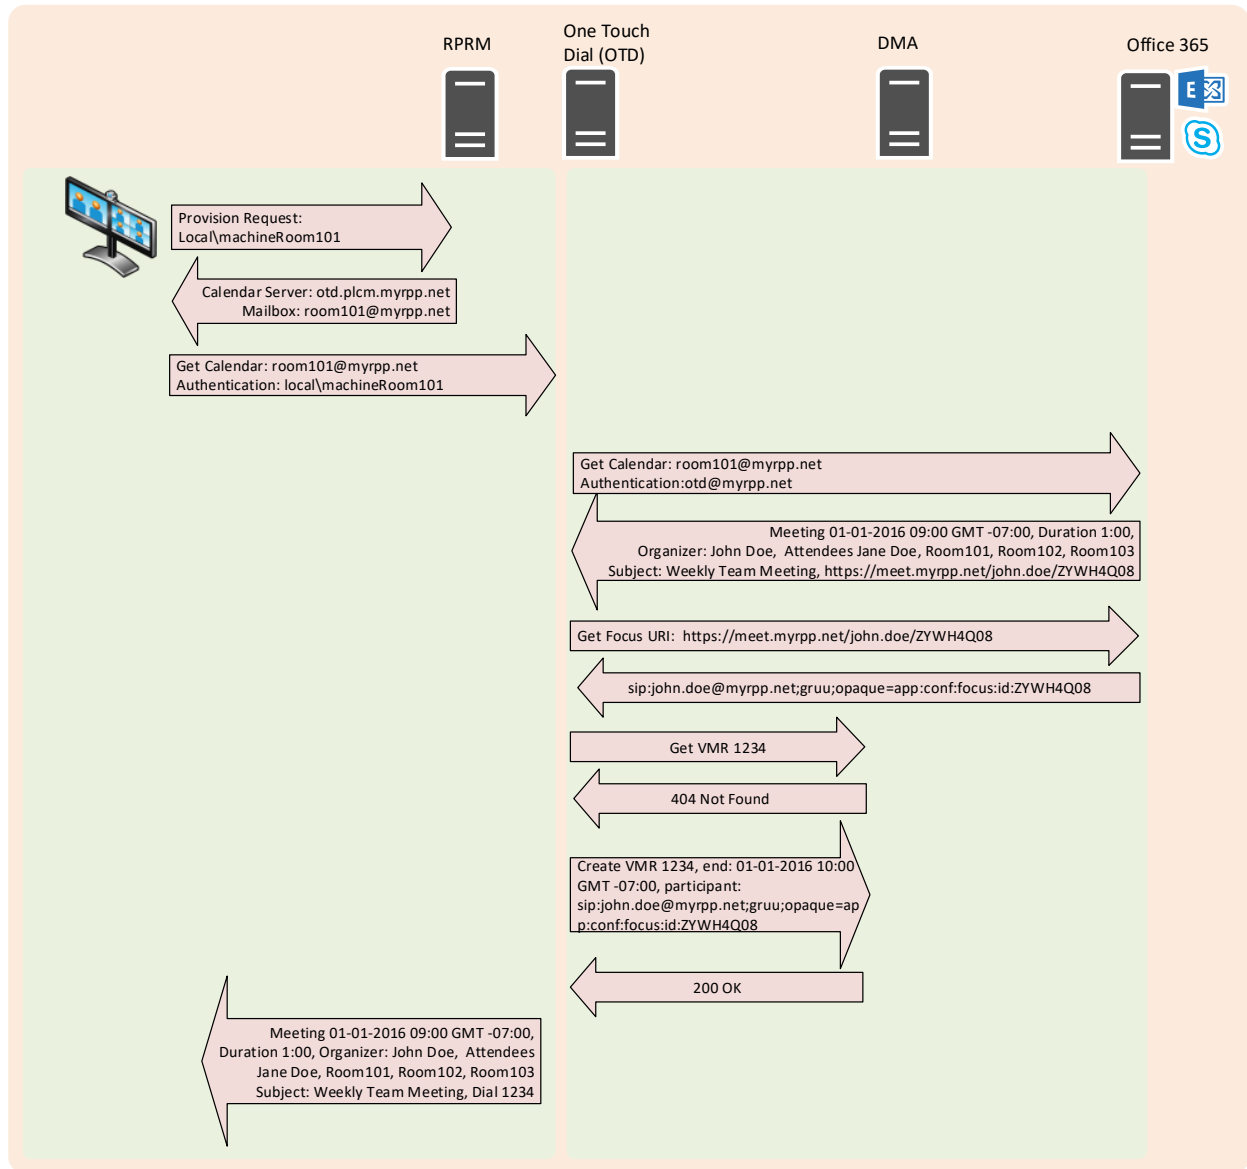 RPRM
One Touch
Dial (OTD)
DMA
Office 365
E
S
Provision Request:
Local\machineRoom101
Calendar Server: otd.plcm.myrpp.net
Mailbox: room101@myrpp.net
Get Calendar: room101@myrpp.net
Authentication: local\machineRoom101
Get Calendar: room101@myrpp.net
Authentication:otd@myrpp.net
Meeting 01-01-2016 09:00 GMT -07:00, Duration 1:00,
Organizer: John Doe, Attendees Jane Doe, Room101, Room102, Room103
Subject: Weekly Team Meeting, https://meet.myrpp.net/john.doe/ZYWH4Q08
Get Focus URI: https://meet.myrpp.net/john.doe/ZYWH4Q08
sip:john.doe@myrpp.net;gruu;opaque=app:conf:focus:id:ZYWH4Q08
Get VMR 1234
404 Not Found
Create VMR 1234, end: 01-01-2016 10:00
GMT -07:00, participant:
sip:john.doe@myrpp.net;gruu;opaque=ap
p:conf:focus:id:ZYWH4Q08
200 OK
Meeting 01-01-2016 09:00 GMT -07:00,
Duration 1:00, Organizer: John Doe, Attendees
Jane Doe, Room101, Room102, Room103
Subject: Weekly Team Meeting, Dial 1234